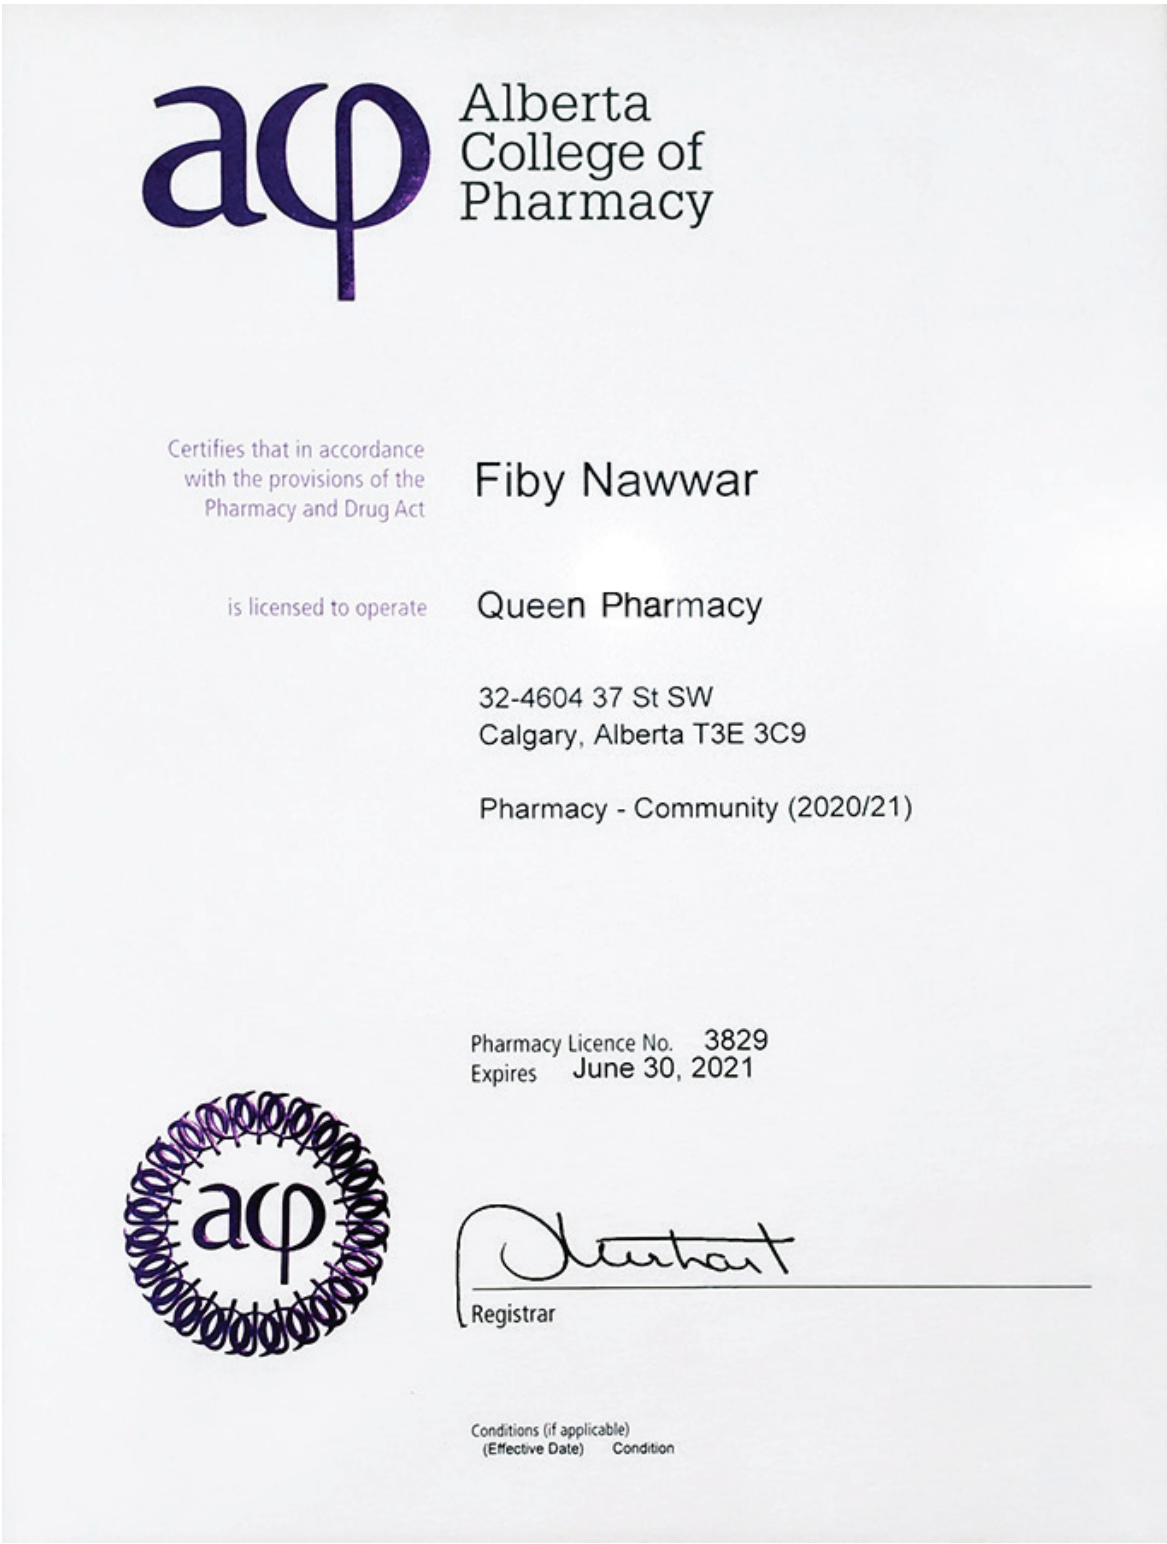 aφ
Alberta
College of
Pharmacy
Certifies that in accordance
with the provisions of the
Pharmacy and Drug Act
Fiby Nawwar
is licensed to operate
Queen Pharmacy
32-4604 37 St SW
Calgary, Alberta T3E 3C9
Pharmacy - Community (2020/21)
Pharmacy Licence No. 3829
Expires June 30, 2021
aφ
Registrar
Conditions (if applicable)
(Effective Date) Condition